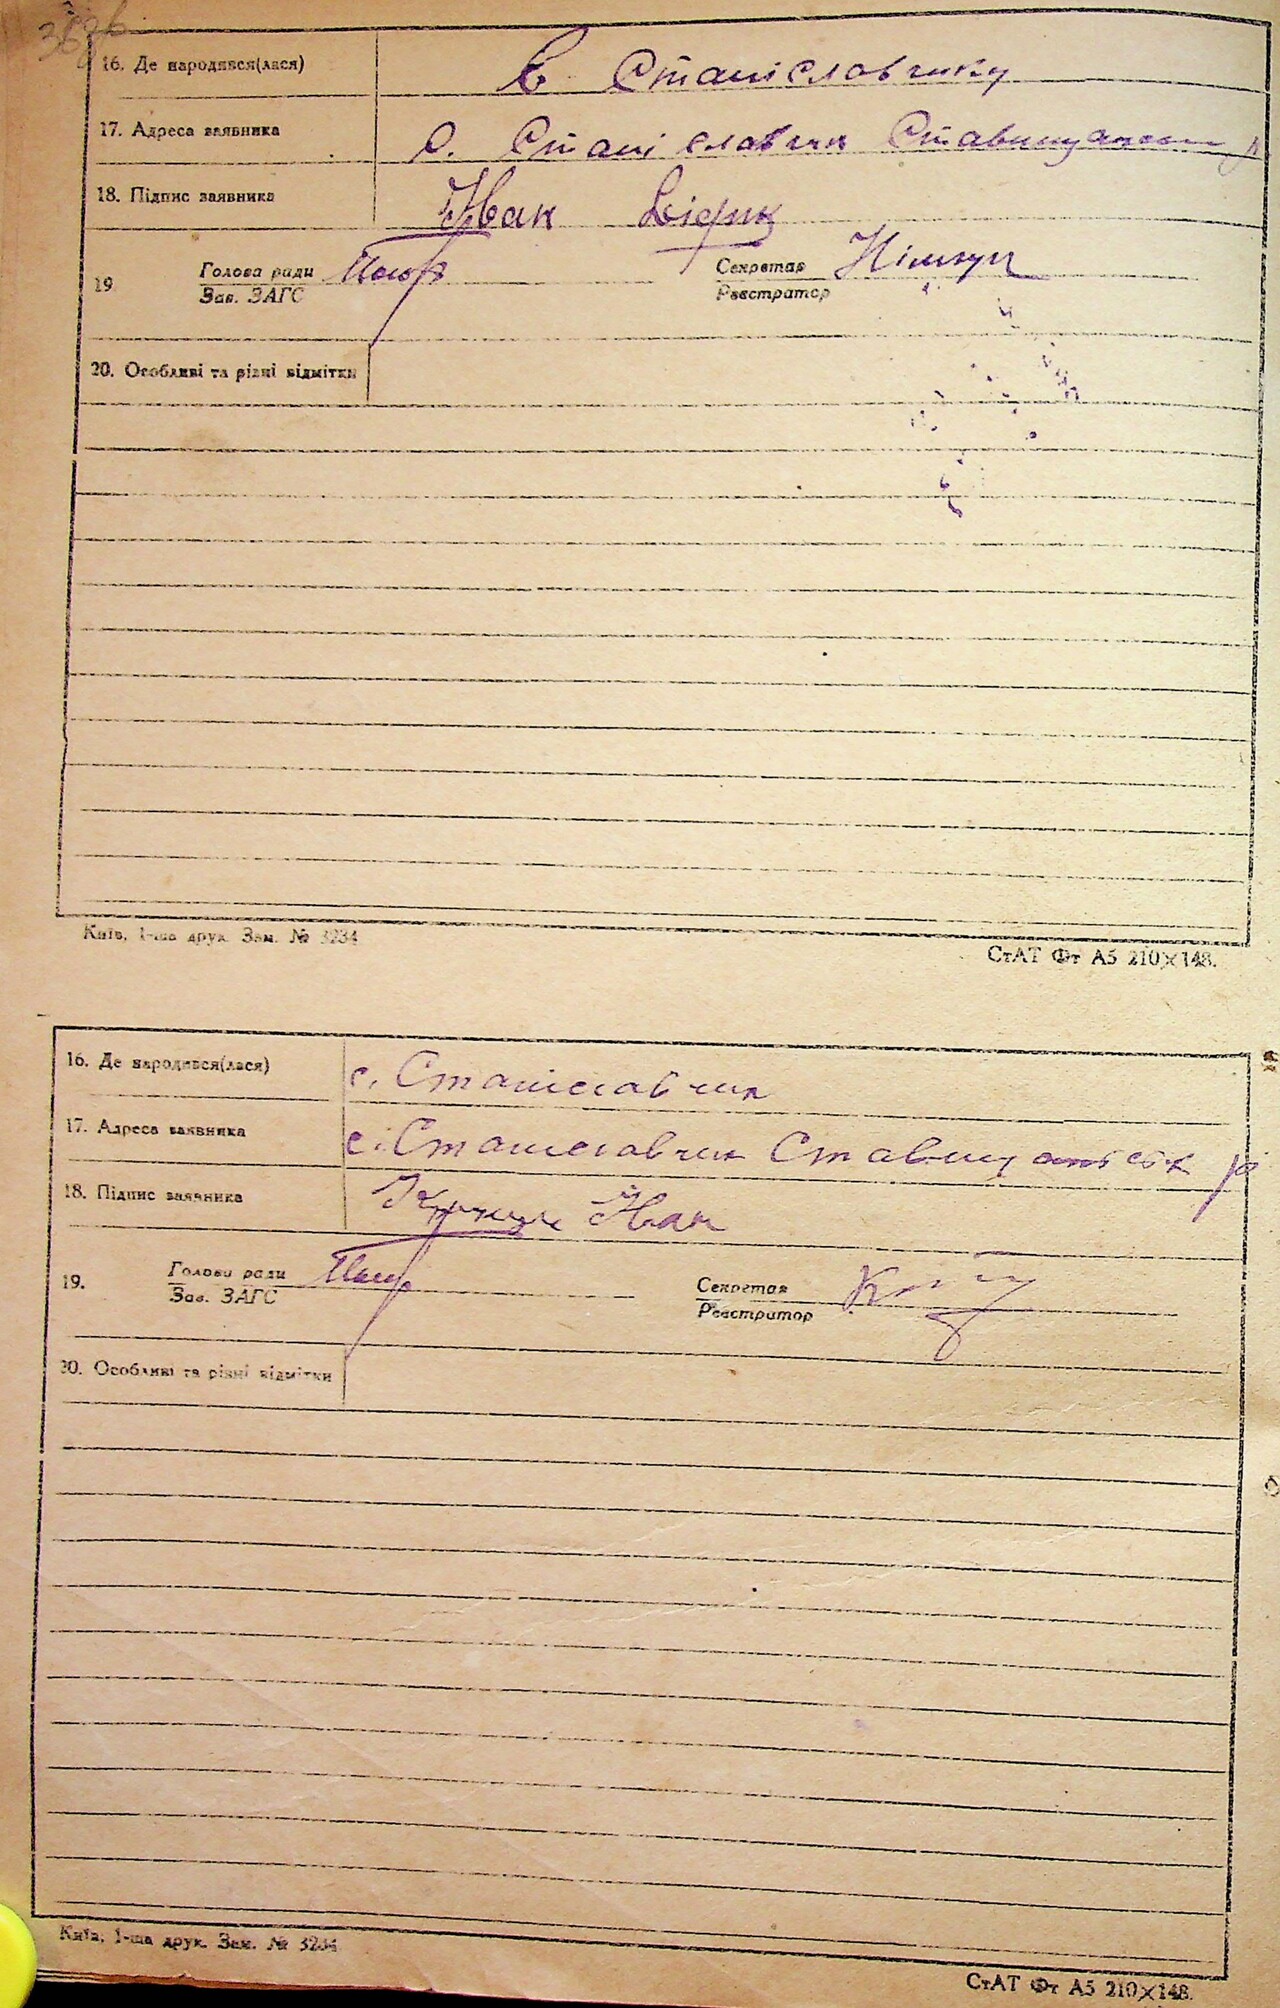 16. Де народився(лася) в Станіславчику
17. Адреса заявника с. Станіславчик Ставищанськ р
18. Підпис заявника Іван
19 Голова ради Секретар
Зав. ЗАГС Реєстратор
20. Особливі та різні відмітки
Київ, 1-ша друк. Зам. № 3234
СтАТ Фт А5 210×148.
16. Де народився(лася) с. Станіславчик
17. Адреса заявника с. Станіславчик Ставищанськ р
18. Підпис заявника Іван
19. Голова ради Секретар
Зав. ЗАГС Реєстратор
20. Особливі та різні відмітки
Київ, 1-ша друк. Зам. № 3234
СтАТ Фт А5 210×148.